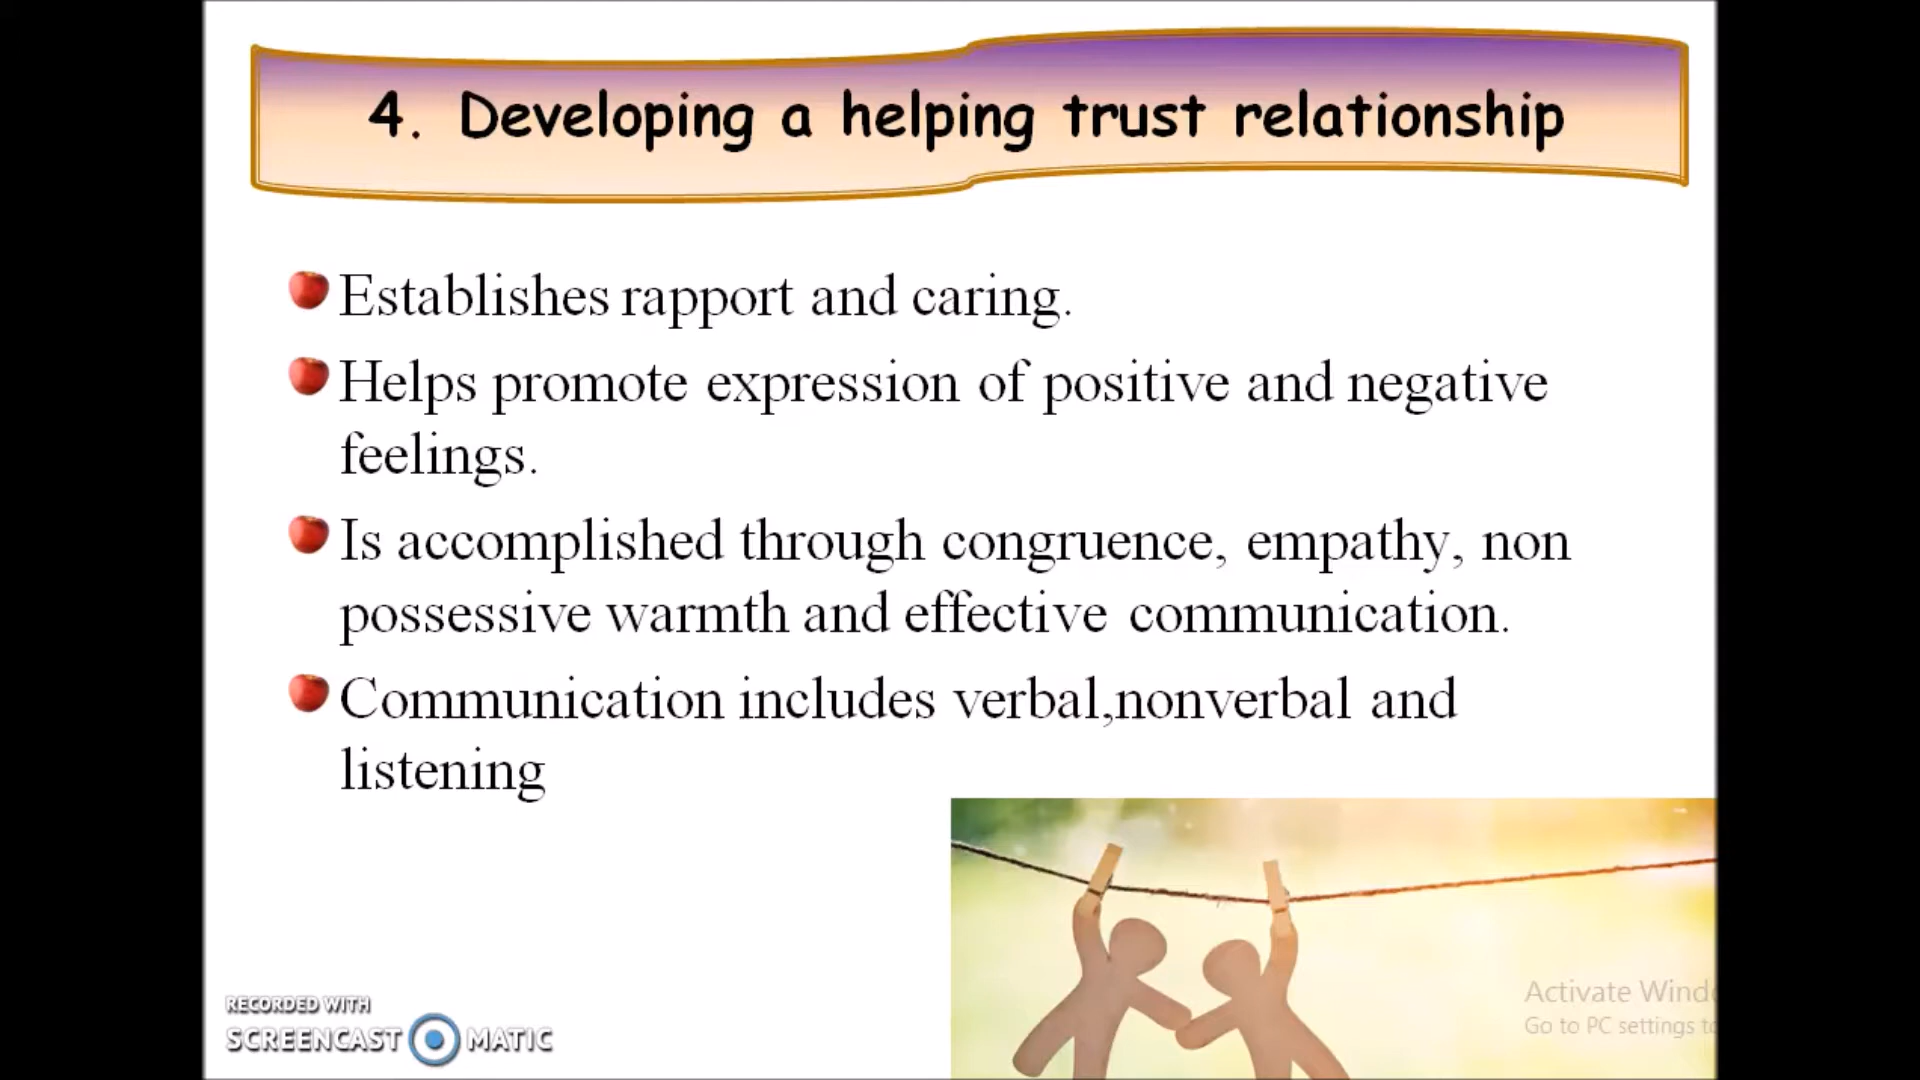 4. Developing a helping trust relationship
Establishes rapport and caring.
Helps promote expression of positive and negative
feelings.
Is accomplished through congruence, empathy, non
possessive warmth and effective communication.
Communication includes verbal,nonverbal and
listening
RECORDED WITH
SCREENCAST MATIC
Activate Wind
Go to PC settings to